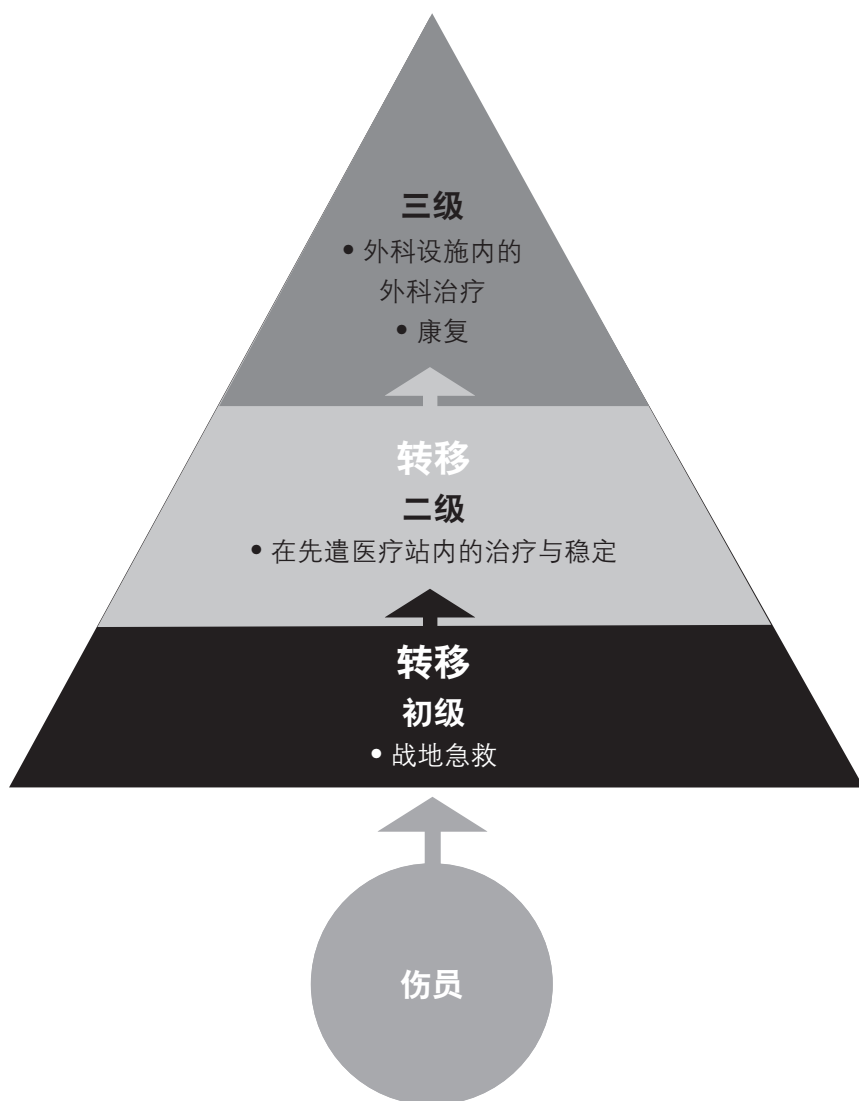 三级
• 外科设施内的
外科治疗
• 康复
转移
二级
• 在先遣医疗站内的治疗与稳定
转移
初级
• 战地急救
伤员